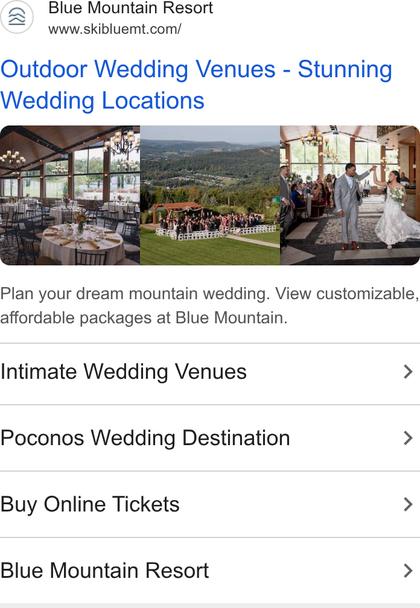 Blue Mountain Resort
www.skibluemt.com/
Outdoor Wedding Venues - Stunning
Wedding Locations
Plan your dream mountain wedding. View customizable,
affordable packages at Blue Mountain.
Intimate Wedding Venues
Poconos Wedding Destination
Buy Online Tickets
Blue Mountain Resort